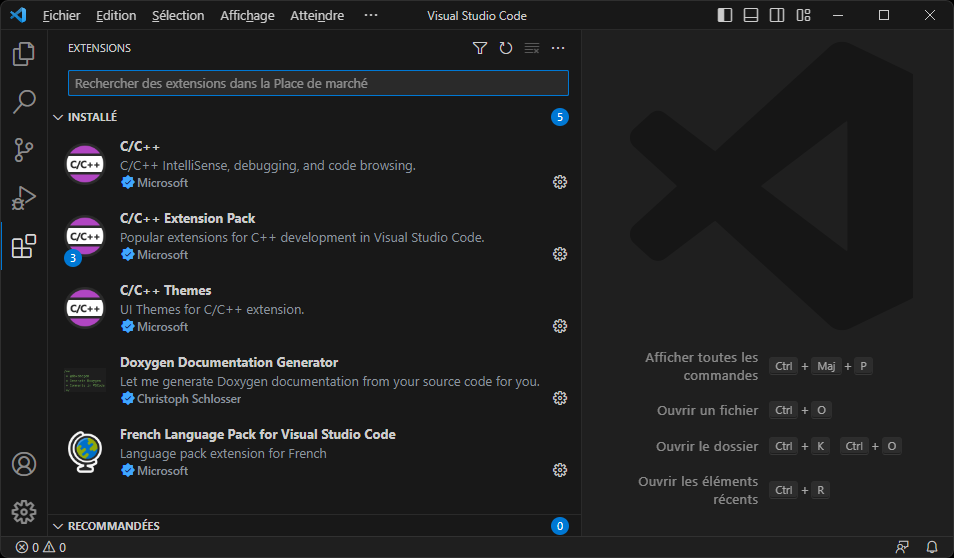 Fichier Edition Sélection Affichage Atteindre ··· Visual Studio Code
EXTENSIONS
Rechercher des extensions dans la Place de marché
INSTALLÉ 5
C/C++
C/C++
C/C++ IntelliSense, debugging, and code browsing.
Microsoft
C/C++ Extension Pack
C/C++
Popular extensions for C++ development in Visual Studio Code.
3 Microsoft
C/C++ Themes
C/C++
UI Themes for C/C++ extension.
Microsoft
Doxygen Documentation Generator
Let me generate Doxygen documentation from your source code for you.
Christoph Schlosser
French Language Pack for Visual Studio Code
Language pack extension for French
Microsoft
RECOMMANDÉES 0
Afficher toutes les
commandes Ctrl + Maj + P
Ouvrir un fichier Ctrl + O
Ouvrir le dossier Ctrl + K Ctrl + O
Ouvrir les éléments
récents Ctrl + R
0 0